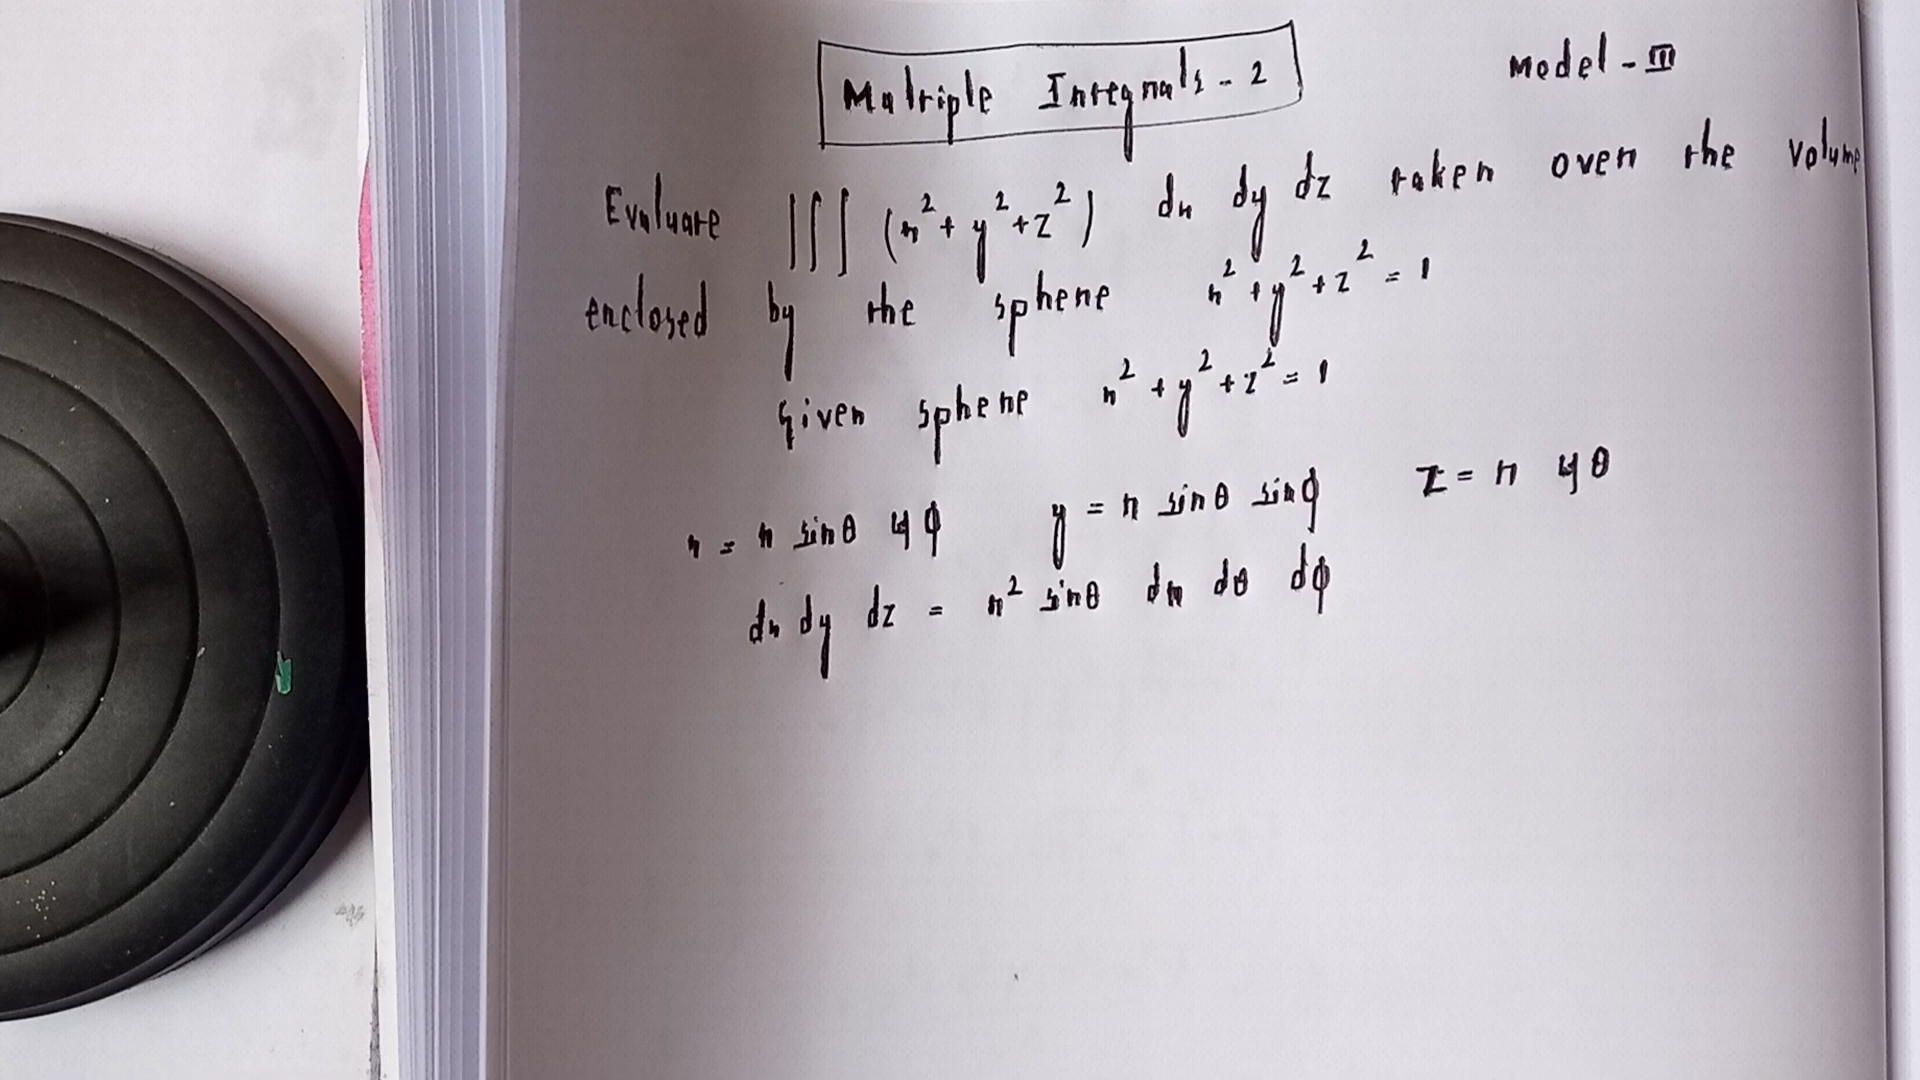 Multiple Integrals - 2
Model - III
Evaluate ∫∫∫ (x² + y² + z²) dx dy dz taken over the volume
enclosed by the sphere x² + y² + z² = 1
Given sphere x² + y² + z² = 1
x = r sinθ cosϕ y = r sinθ sinϕ z = r cosθ
dx dy dz = r² sinθ dr dθ dϕ